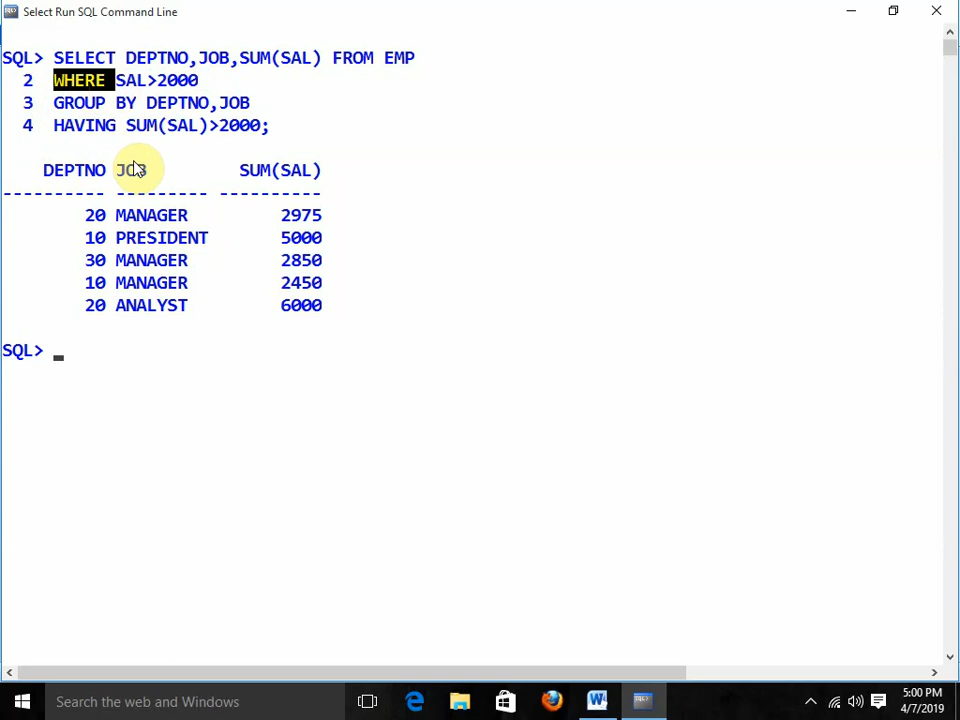 Select Run SQL Command Line
SQL> SELECT DEPTNO,JOB,SUM(SAL) FROM EMP
2 WHERE SAL>2000
3 GROUP BY DEPTNO,JOB
4 HAVING SUM(SAL)>2000;
DEPTNO JOB SUM(SAL)
---------- --------- ----------
20 MANAGER 2975
10 PRESIDENT 5000
30 MANAGER 2850
10 MANAGER 2450
20 ANALYST 6000
SQL>
Search the web and Windows
5:00 PM
4/7/2019